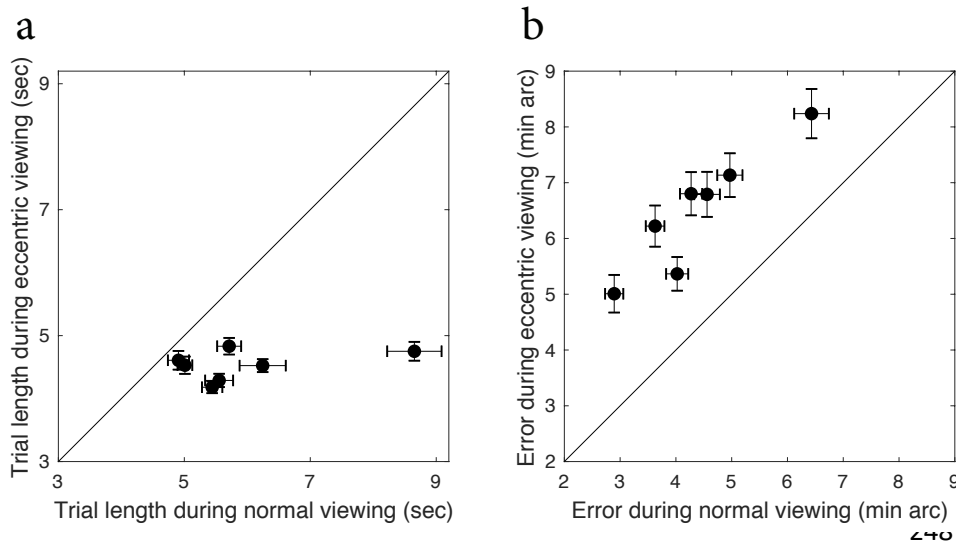 a
b
Trial length during eccentric viewing (sec)
9
7
5
3
3 5 7 9
Trial length during normal viewing (sec)
Error during eccentric viewing (min arc)
9
8
7
6
5
4
3
2
2 3 4 5 6 7 8 9
Error during normal viewing (min arc)
248